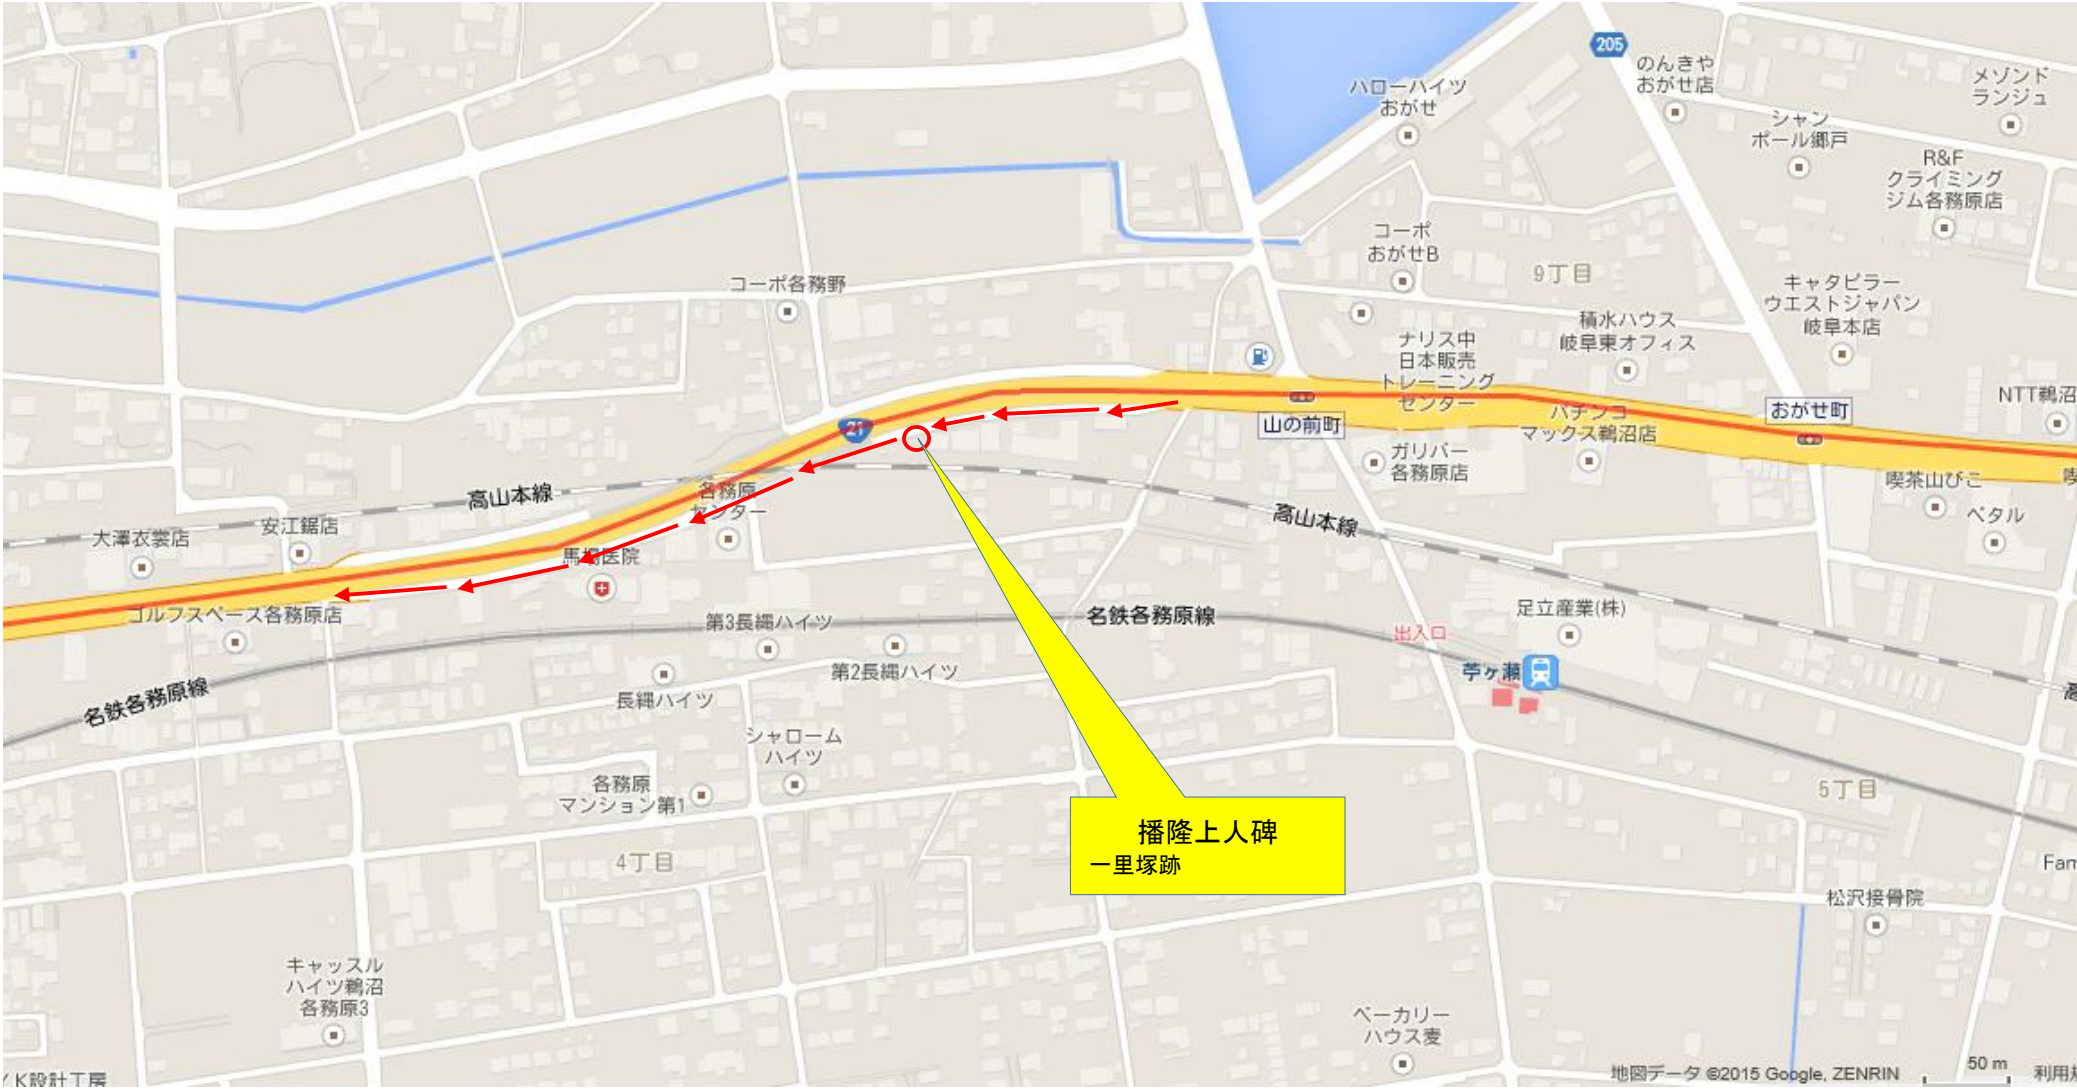 205
のんきや
おがせ店
メゾンド
ランジュ
ハローハイツ
おがせ
シャン
ポール郷戸
R&F
クライミング
ジム各務原店
コーポ
おがせB
9丁目
コーポ各務野
キャタピラー
ウエストジャパン
岐阜本店
積水ハウス
岐阜東オフィス
ナリス中
日本販売
トレーニング
センター
NTT鵜沼
パチンコ
マックス鵜沼店
おがせ町
山の前町
21
ガリバー
各務原店
喫茶山びこ
喫
高山本線
各務原
センター
安江鋸店
大澤衣裳店
高山本線
ペタル
馬場医院
ゴルフスペース各務原店
第3長縄ハイツ
名鉄各務原線
足立産業(株)
出入口
苧ヶ瀬
第2長縄ハイツ
長縄ハイツ
名鉄各務原線
高
シャローム
ハイツ
各務原
マンション第1
5丁目
播隆上人碑
一里塚跡
4丁目
Fam
松沢接骨院
キャッスル
ハイツ鵜沼
各務原3
ベーカリー
ハウス麦
K設計工房
地図データ ©2015 Google, ZENRIN
50 m
利用規